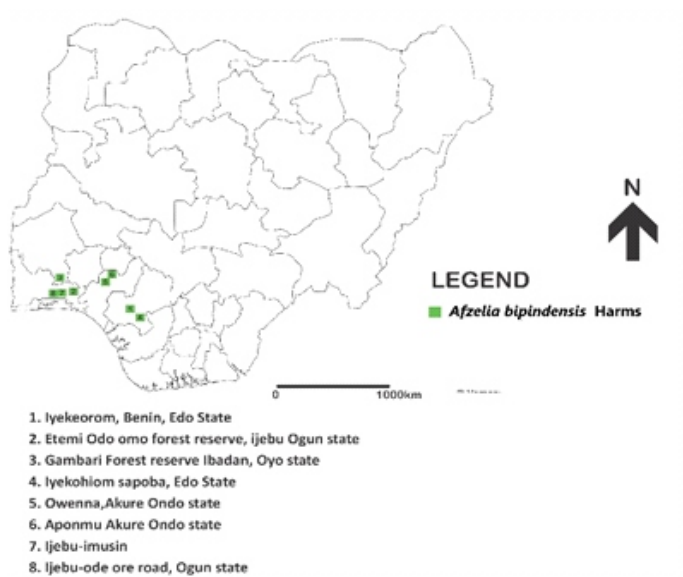 N
LEGEND
Afzelia bipindensis Harms
0 1000km
1. Iyekeorom, Benin, Edo State
2. Etemi Odo omo forest reserve, ijebu Ogun state
3. Gambari Forest reserve Ibadan, Oyo state
4. Iyekohiom sapoba, Edo State
5. Owenna,Akure Ondo state
6. Aponmu Akure Ondo state
7. Ijebu-imusin
8. Ijebu-ode ore road, Ogun state